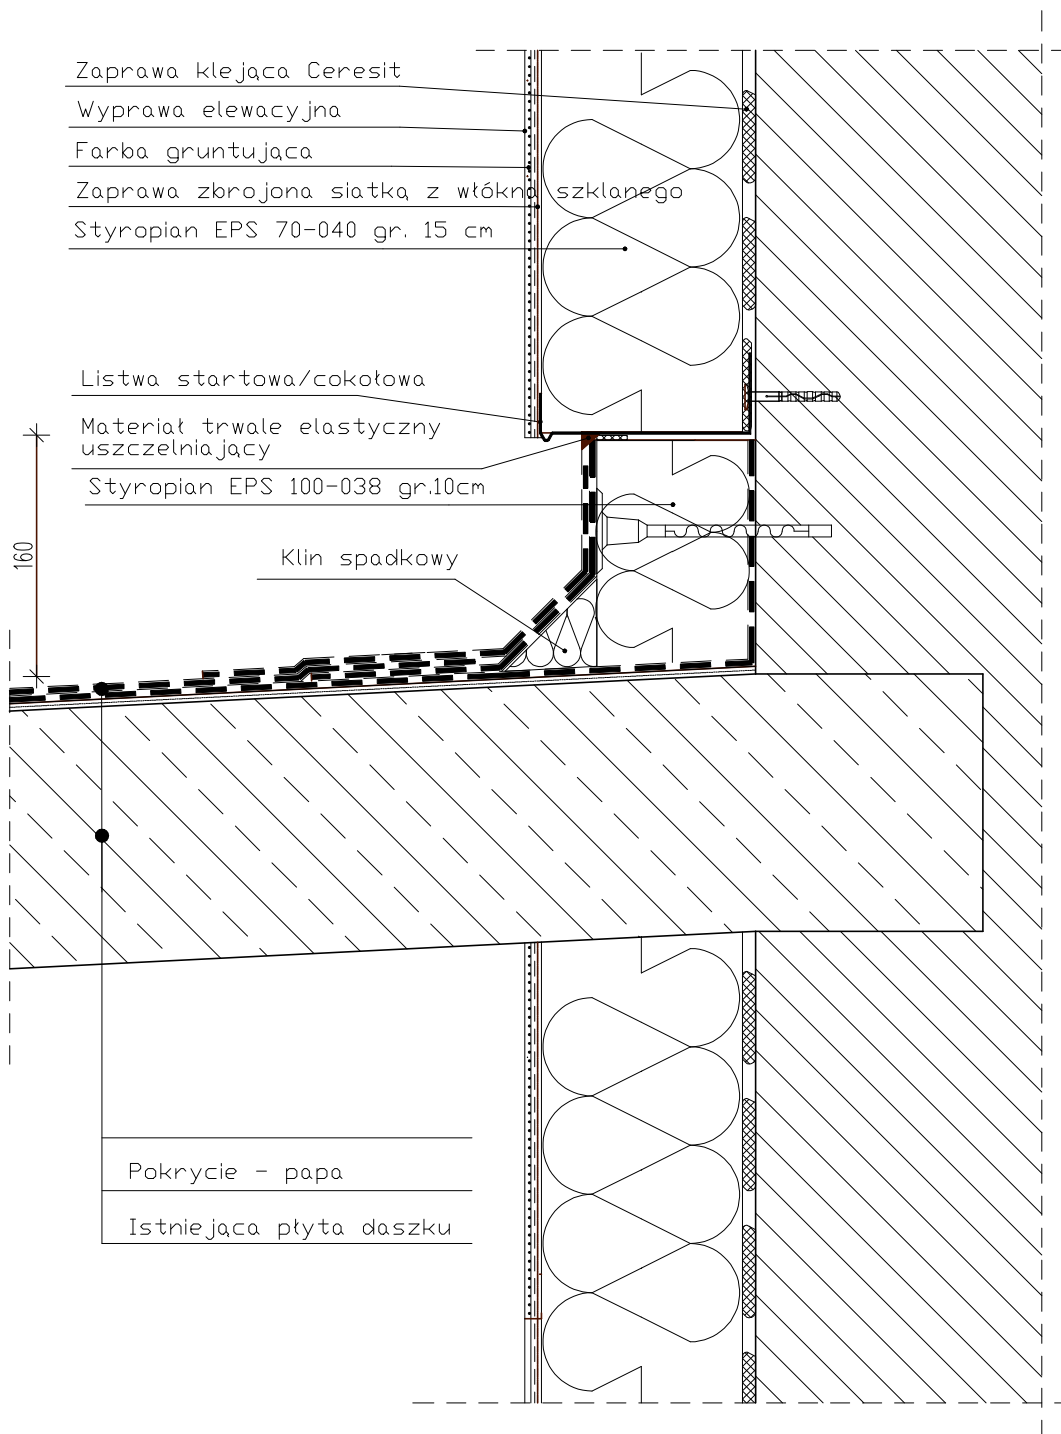 Zaprawa klejąca Ceresit
Wyprawa elewacyjna
Farba gruntująca
Zaprawa zbrojona siatką z włókna szklanego
Styropian EPS 70-040 gr. 15 cm
Listwa startowa/cokołowa
Materiał trwale elastyczny
uszczelniający
Styropian EPS 100-038 gr.10cm
160
Klin spadkowy
Pokrycie - papa
Istniejąca płyta daszku